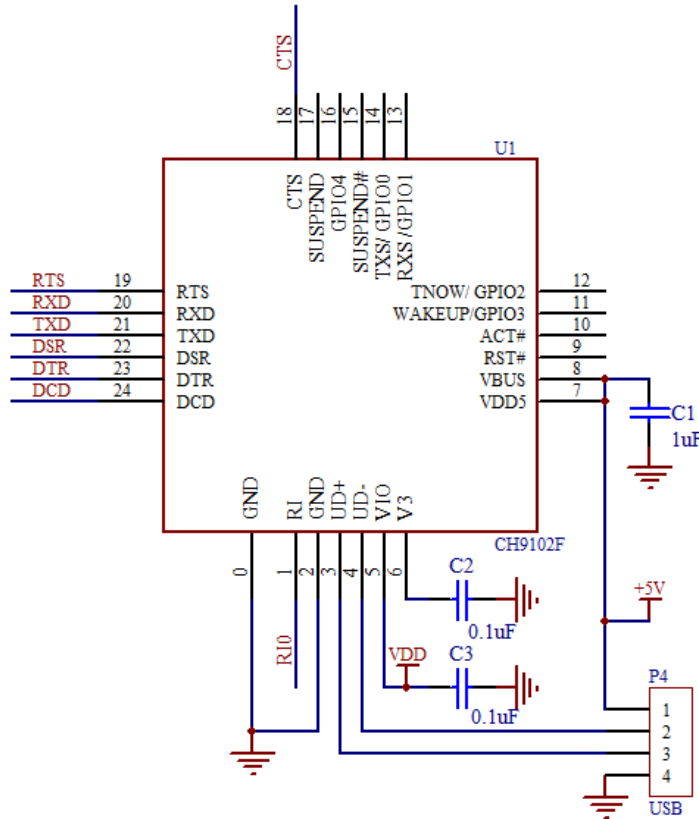 CTS
18
17
16
15
14
13
U1
CTS
SUSPEND
GPIO4
SUSPEND#
TXS/ GPIO0
RXS /GPIO1
RTS 19 RTS
RXD 20 RXD
TXD 21 TXD
DSR 22 DSR
DTR 23 DTR
DCD 24 DCD
TNOW/ GPIO2 12
WAKEUP/GPIO3 11
ACT# 10
RST# 9
VBUS 8
VDD5 7
C1
1uF
GND
RI
GND
UD+
UD-
VIO
V3
CH9102F
0
1
2
3
4
5
6
RI0
C2
0.1uF
VDD
C3
0.1uF
+5V
P4
1
2
3
4
USB